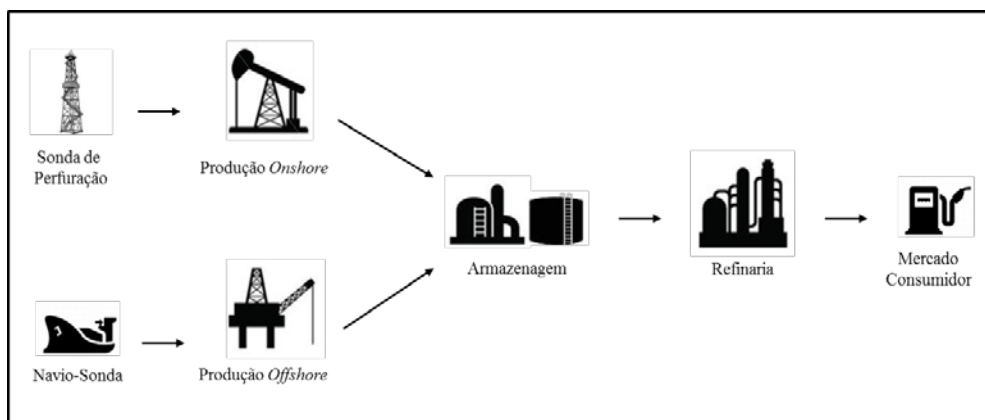 Sonda de
Perfuração
Produção Onshore
Navio-Sonda
Produção Offshore
Armazenagem
Refinaria
Mercado
Consumidor